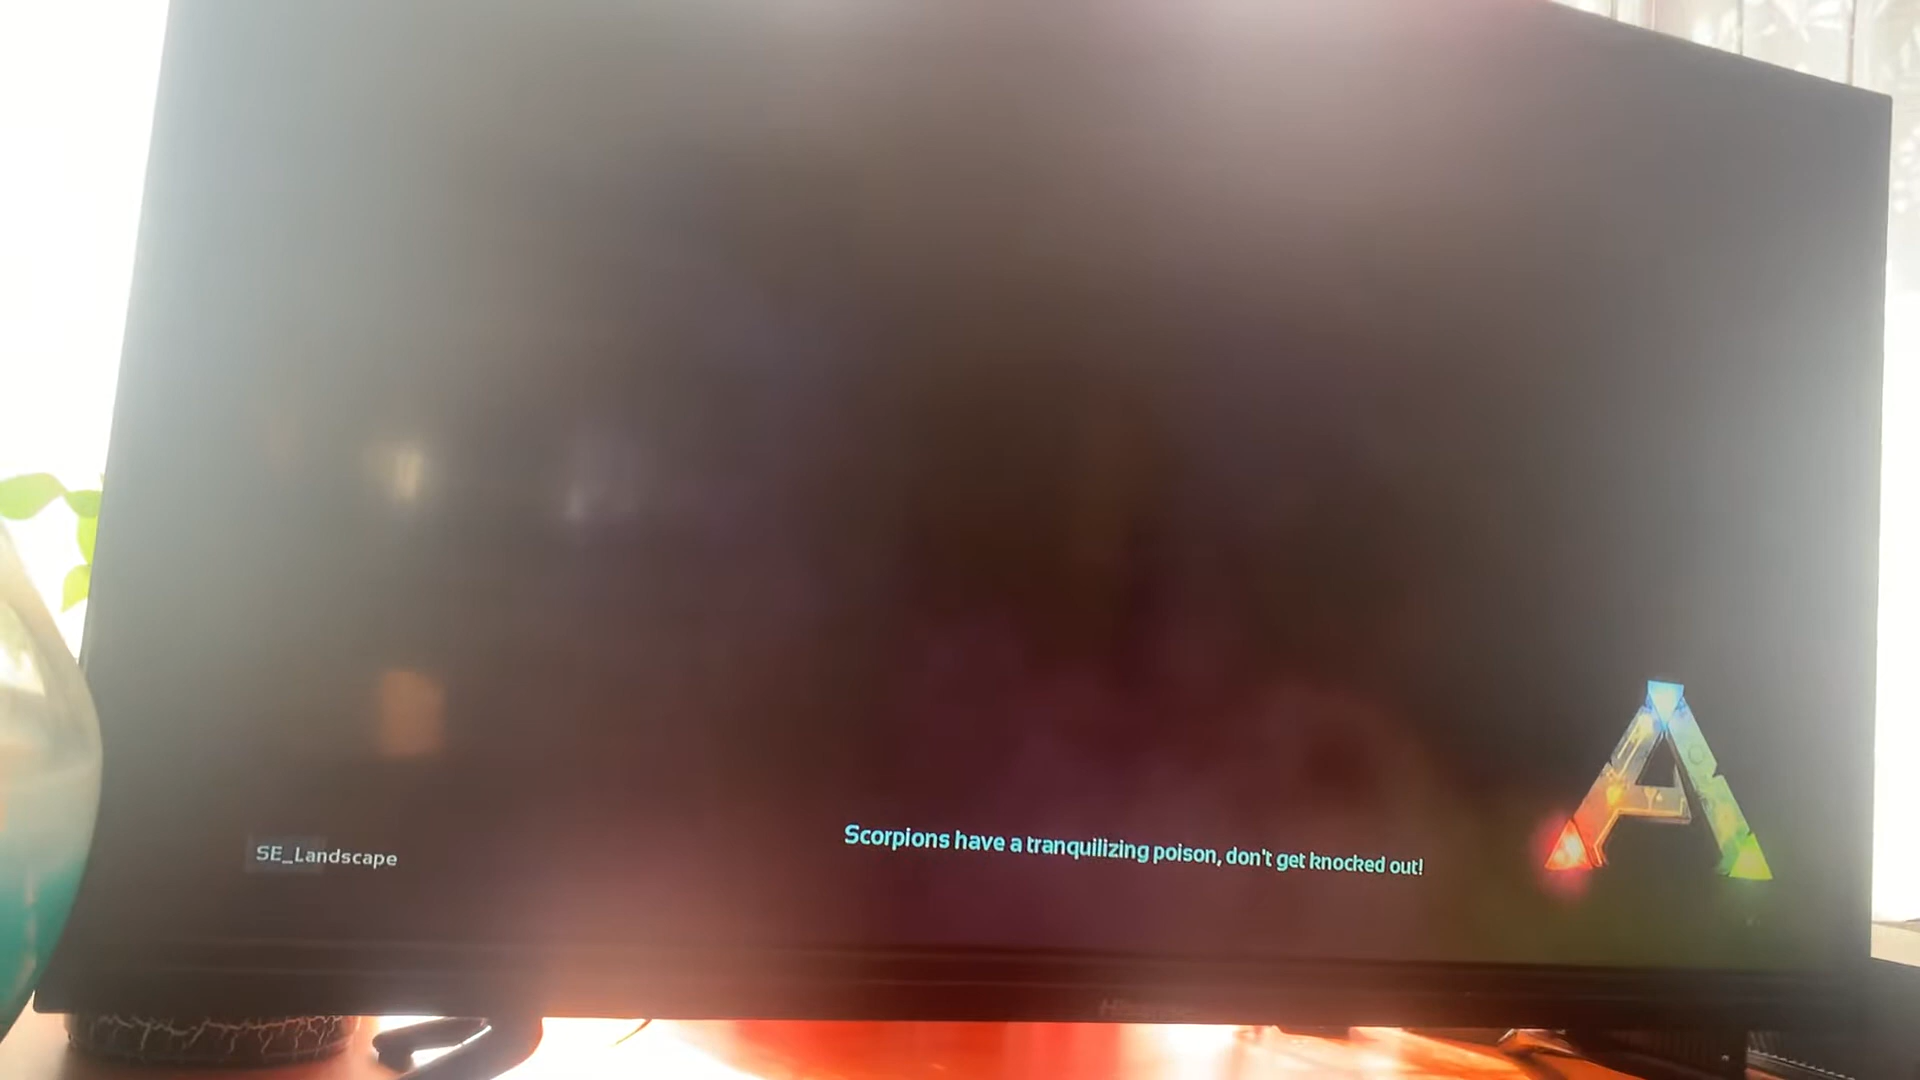 SE_Landscape
Scorpions have a tranquilizing poison, don't get knocked out!
A